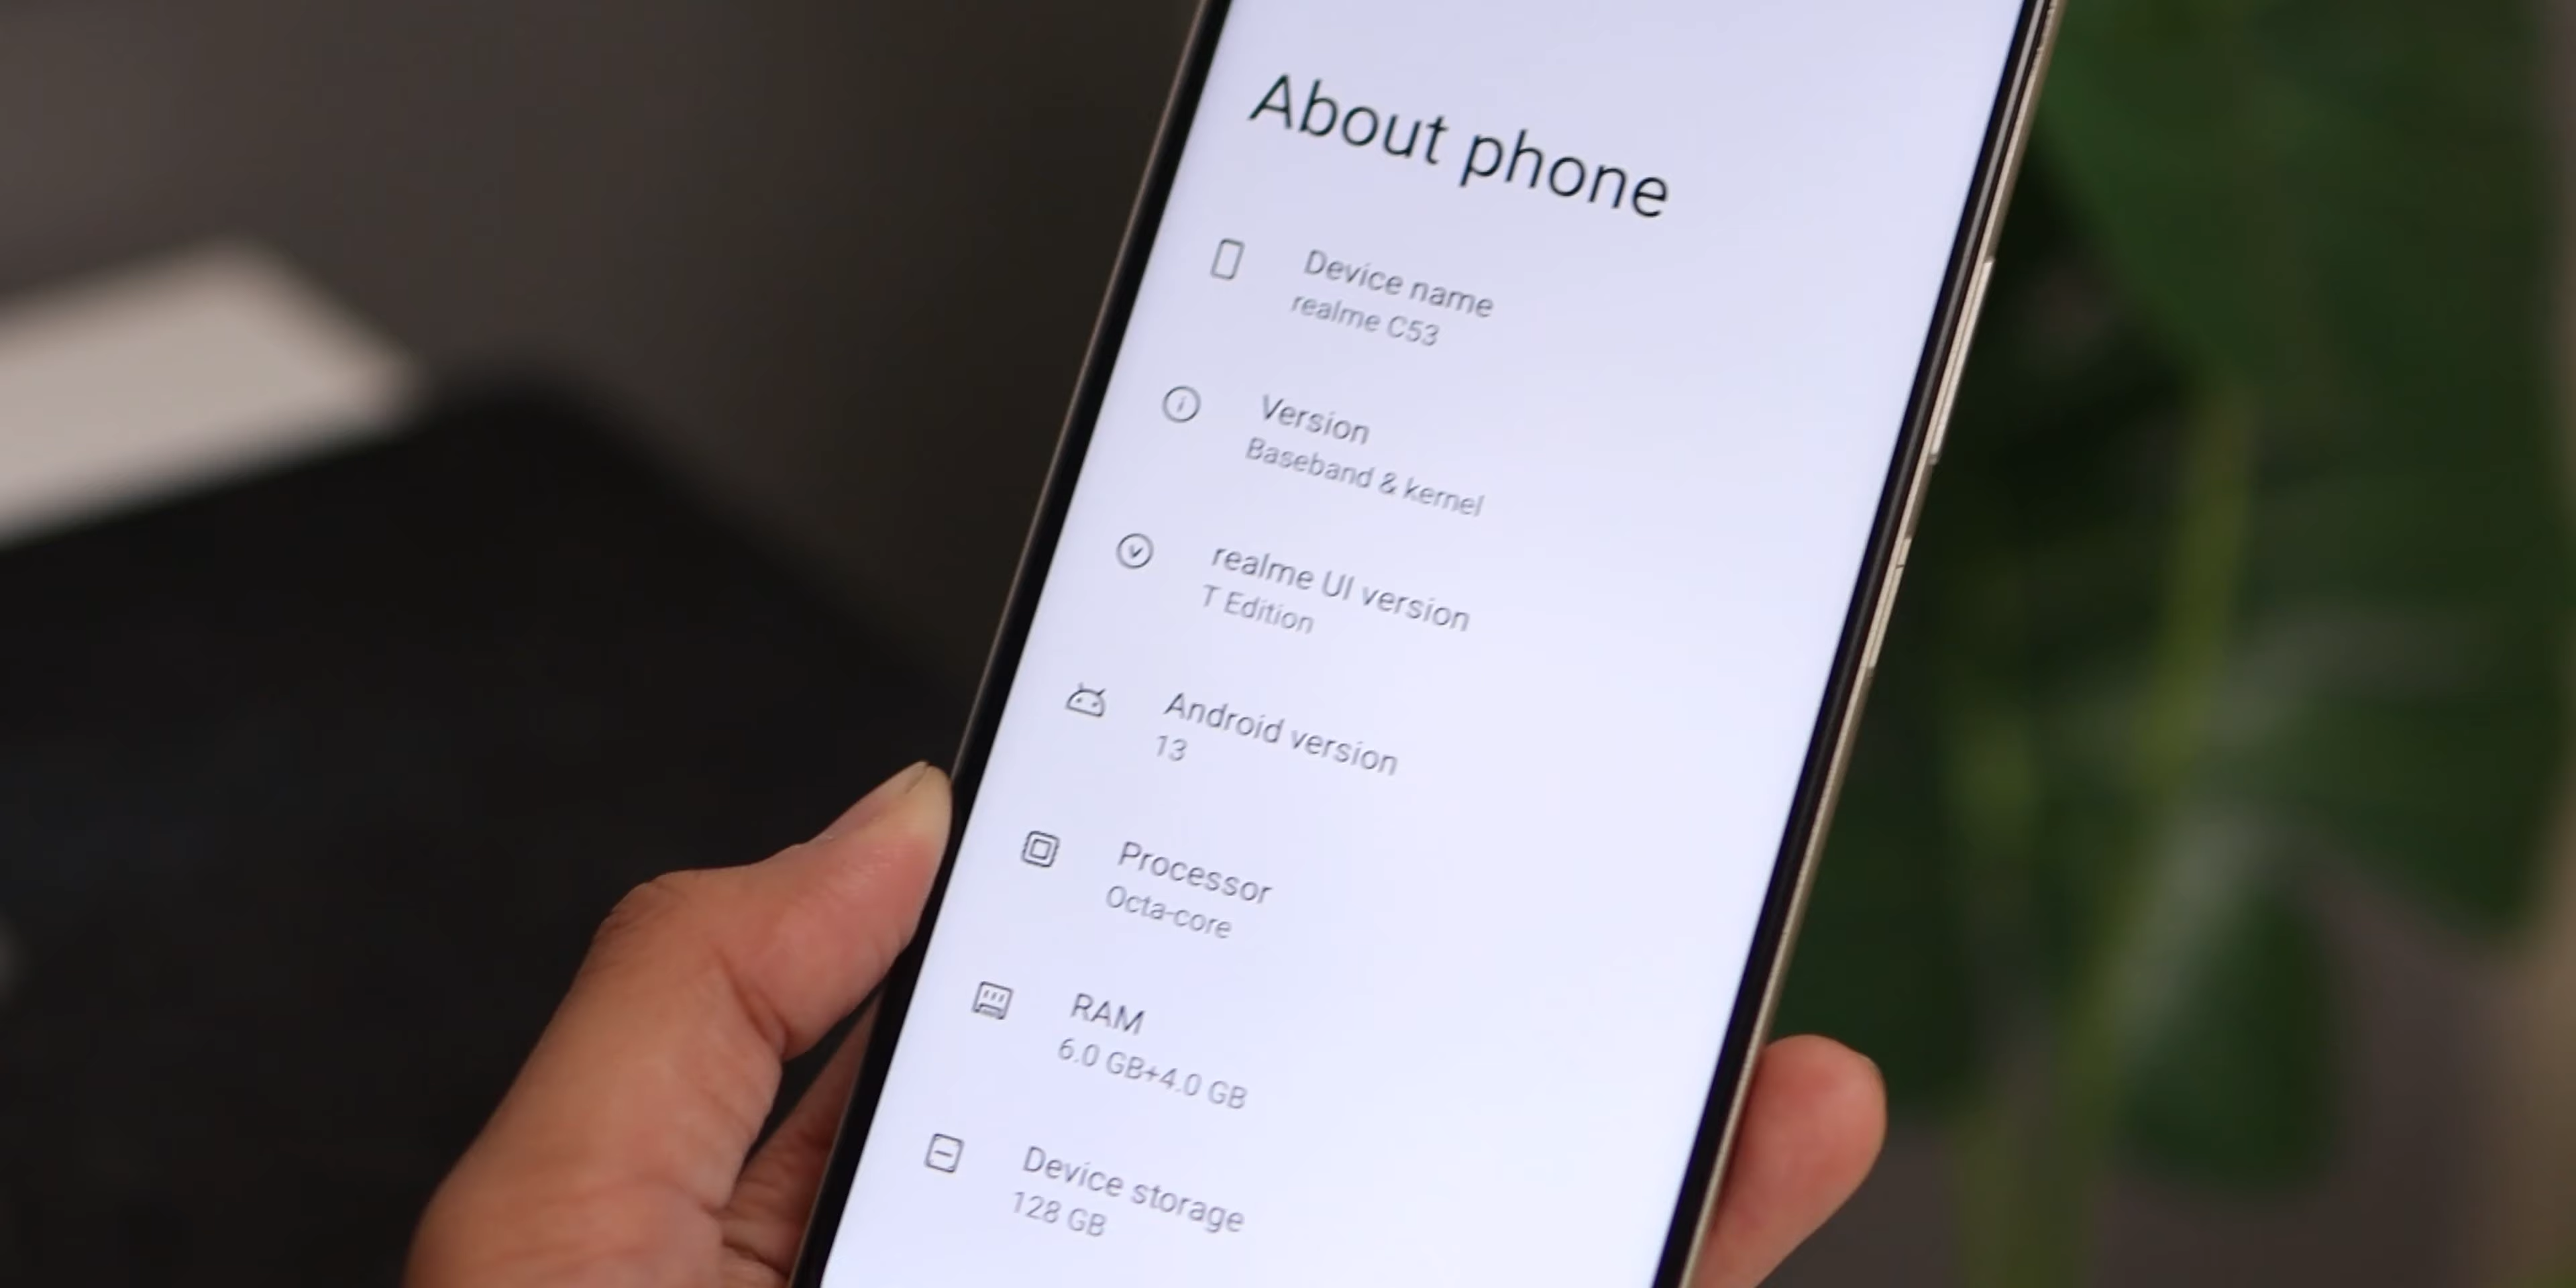 About phone
Device name
realme C53
Version
Baseband & kernel
realme UI version
T Edition
Android version
13
Processor
Octa-core
RAM
6.0 GB+4.0 GB
Device storage
128 GB